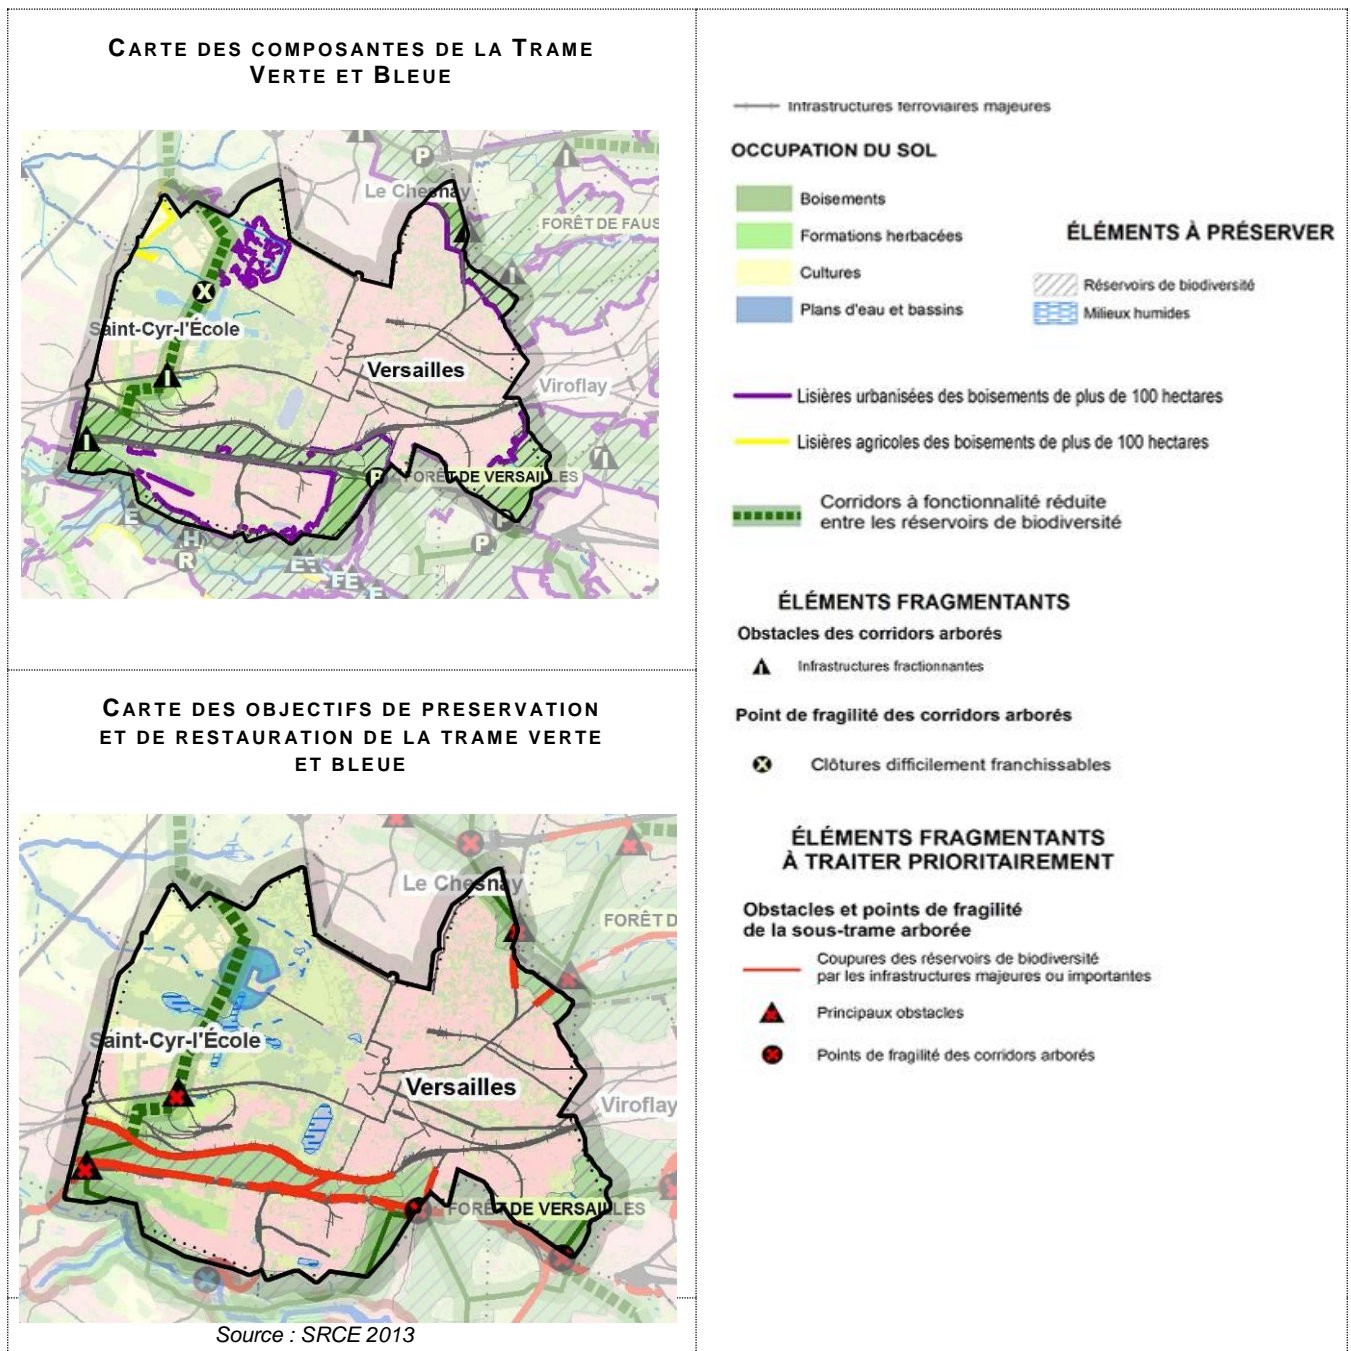 CARTE DES COMPOSANTES DE LA TRAME
VERTE ET BLEUE
I
P
I
Le Chesnay
FORÊT DE FAUS
I
X
Saint-Cyr-l'École
Versailles
Viroflay
I
I
I
P
FORÊT DE VERSAILLES
E
P
H
P
R
E
E
E
CARTE DES OBJECTIFS DE PRESERVATION
ET DE RESTAURATION DE LA TRAME VERTE
ET BLEUE
Le Chesnay
FORÊT D
Saint-Cyr-l'École
Versailles
Viroflay
FORÊT DE VERSAILLES
Source : SRCE 2013
Infrastructures ferroviaires majeures
OCCUPATION DU SOL
Boisements
Formations herbacées
Cultures
Plans d'eau et bassins
ÉLÉMENTS À PRÉSERVER
Réservoirs de biodiversité
Milieux humides
Lisières urbanisées des boisements de plus de 100 hectares
Lisières agricoles des boisements de plus de 100 hectares
Corridors à fonctionnalité réduite
entre les réservoirs de biodiversité
ÉLÉMENTS FRAGMENTANTS
Obstacles des corridors arborés
I Infrastructures fractionnantes
Point de fragilité des corridors arborés
X Clôtures difficilement franchissables
ÉLÉMENTS FRAGMENTANTS
À TRAITER PRIORITAIREMENT
Obstacles et points de fragilité
de la sous-trame arborée
Coupures des réservoirs de biodiversité
par les infrastructures majeures ou importantes
Principaux obstacles
Points de fragilité des corridors arborés